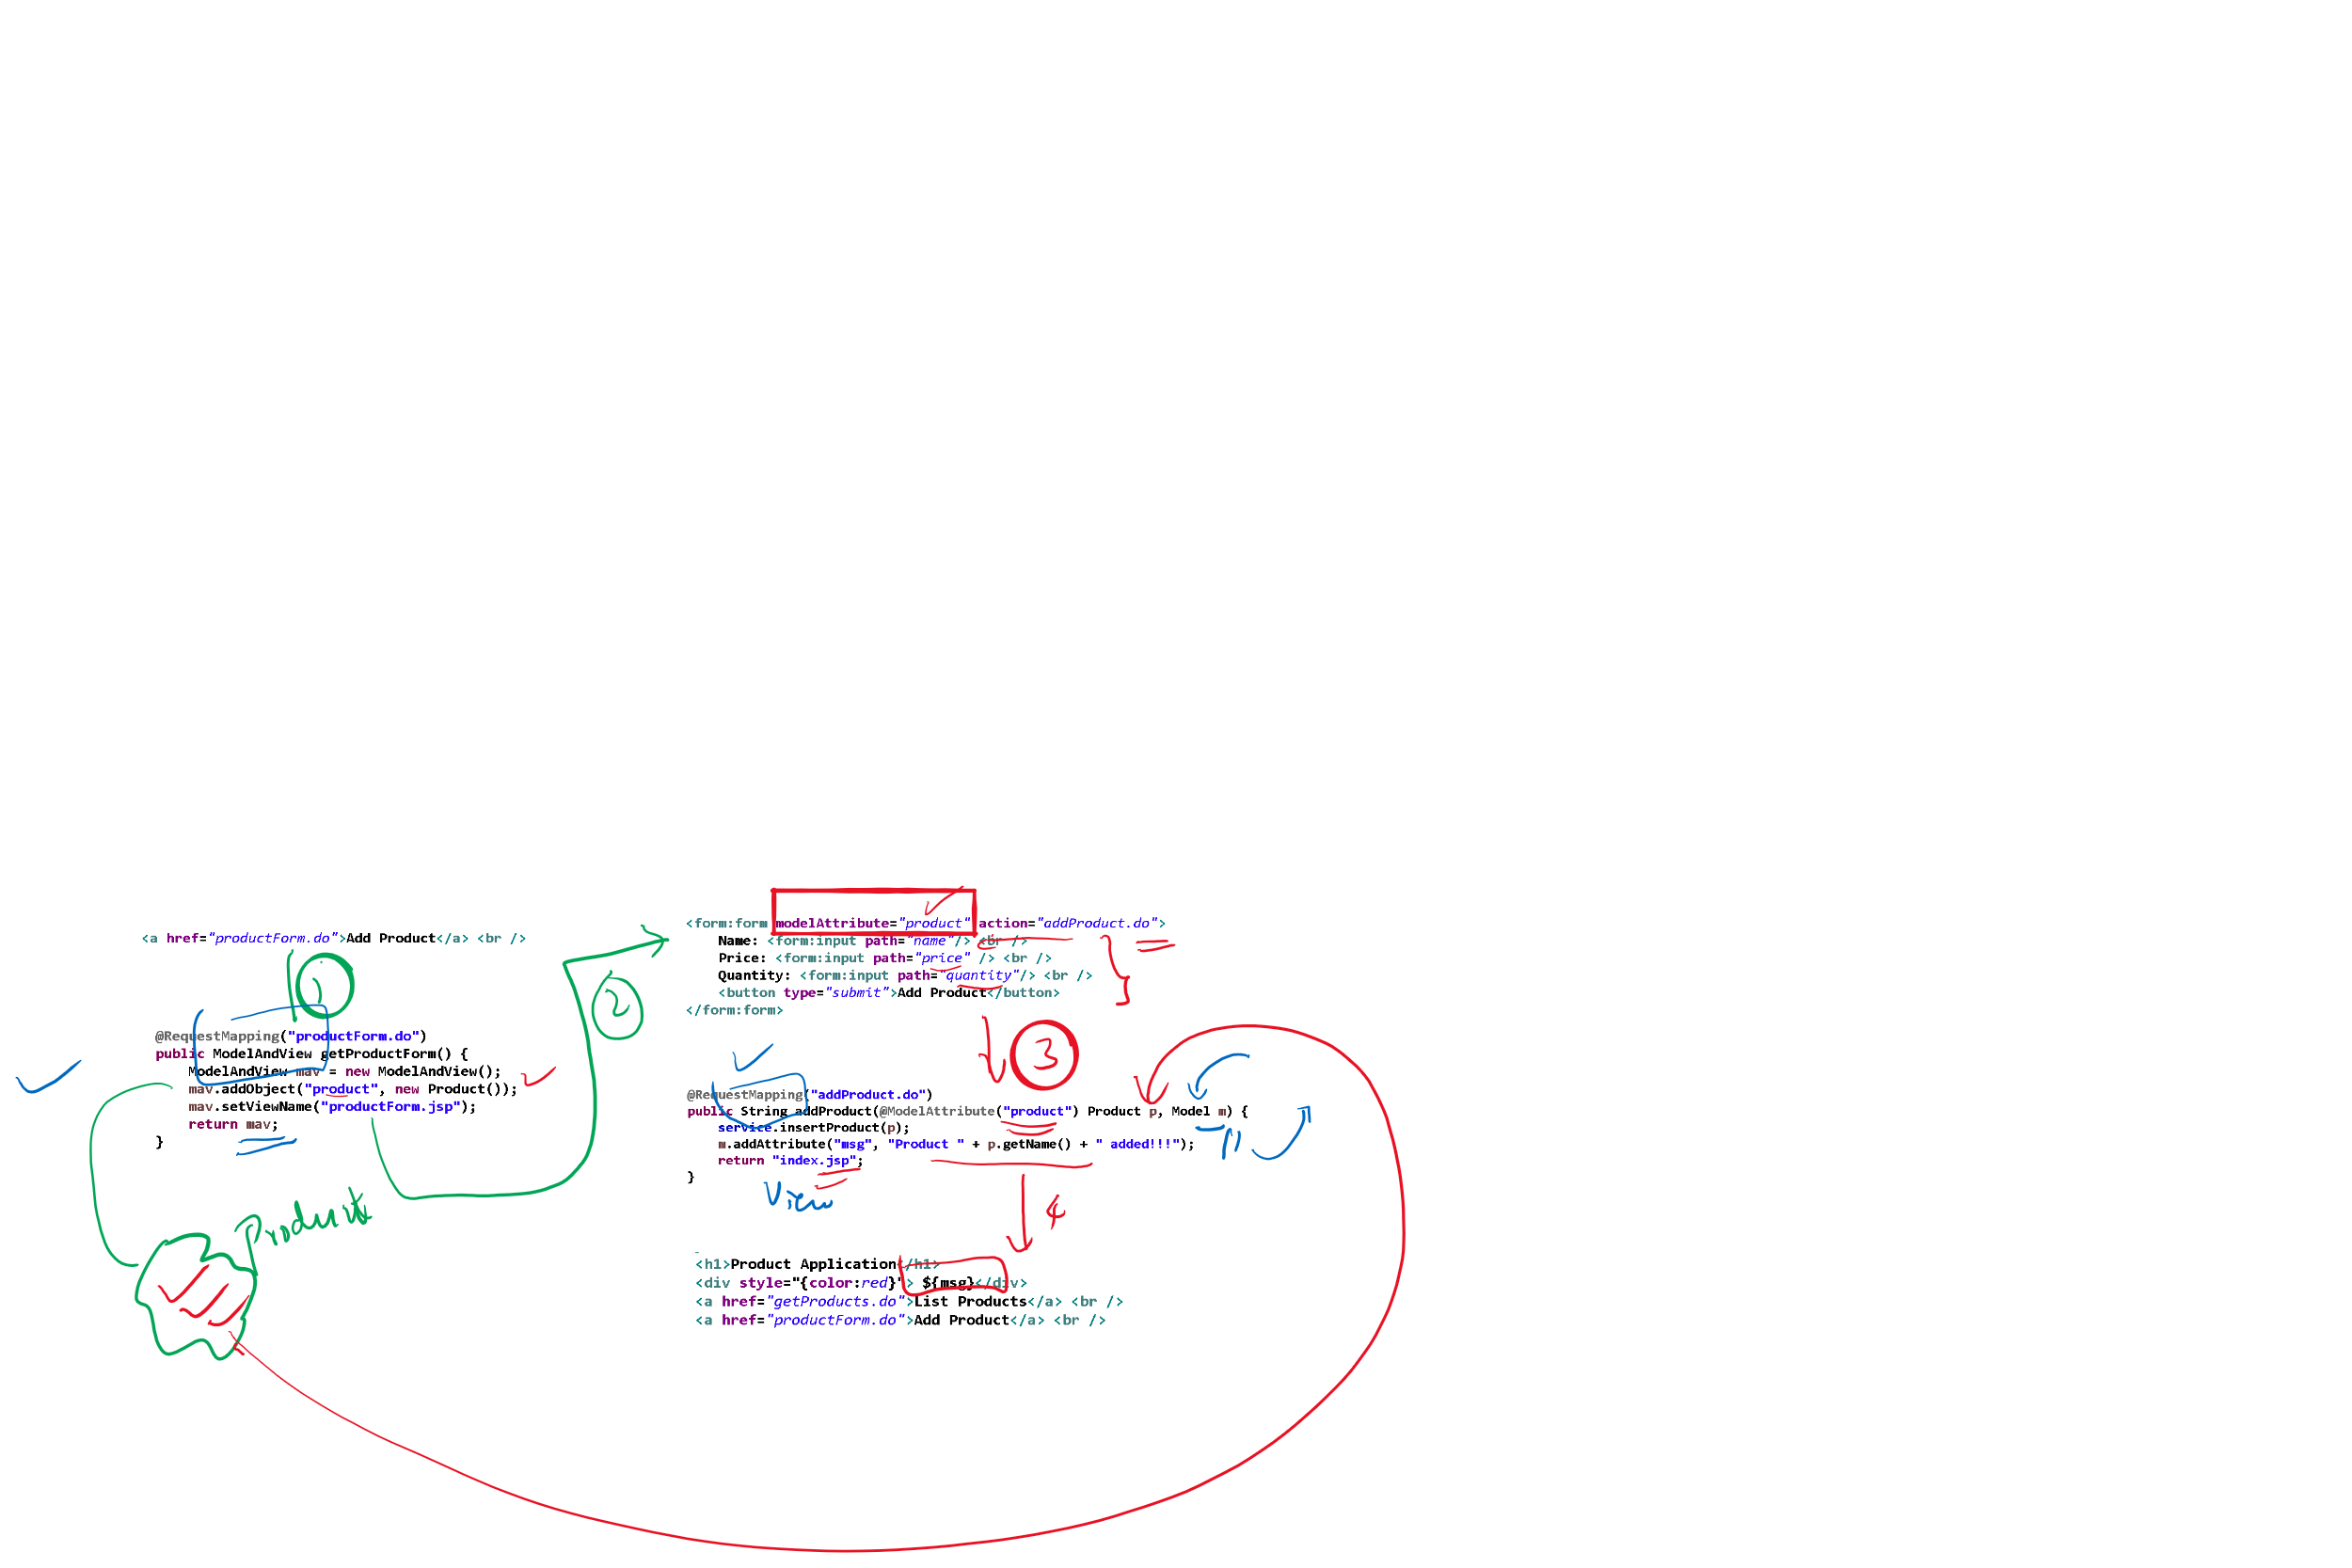 <a href="productForm.do">Add Product</a> <br />
1
@RequestMapping("productForm.do")
public ModelAndView getProductForm() {
    ModelAndView mav = new ModelAndView();
    mav.addObject("product", new Product());
    mav.setViewName("productForm.jsp");
    return mav;
}
Product
2
<form:form modelAttribute="product" action="addProduct.do">
    Name: <form:input path="name"/> <br />
    Price: <form:input path="price" /> <br />
    Quantity: <form:input path="quantity"/> <br />
    <button type="submit">Add Product</button>
</form:form>
3
@RequestMapping("addProduct.do")
public String addProduct(@ModelAttribute("product") Product p, Model m) {
    service.insertProduct(p);
    m.addAttribute("msg", "Product " + p.getName() + " added!!!");
    return "index.jsp";
}
View
4
<h1>Product Application</h1>
<div style="{color:red}"> ${msg}</div>
<a href="getProducts.do">List Products</a> <br />
<a href="productForm.do">Add Product</a> <br />